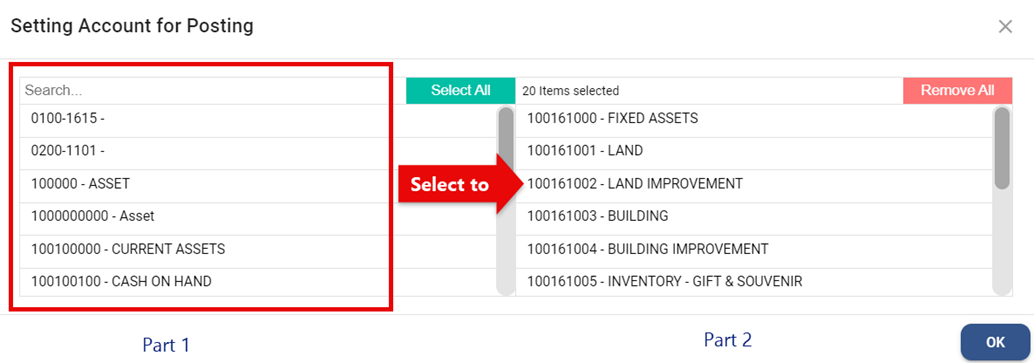 Setting Account for Posting
Search...
Select All
20 Items selected
Remove All
0100-1615 -
0200-1101 -
100000 - ASSET
1000000000 - Asset
100100000 - CURRENT ASSETS
100100100 - CASH ON HAND
Select to
100161000 - FIXED ASSETS
100161001 - LAND
100161002 - LAND IMPROVEMENT
100161003 - BUILDING
100161004 - BUILDING IMPROVEMENT
100161005 - INVENTORY - GIFT & SOUVENIR
Part 1
Part 2
OK